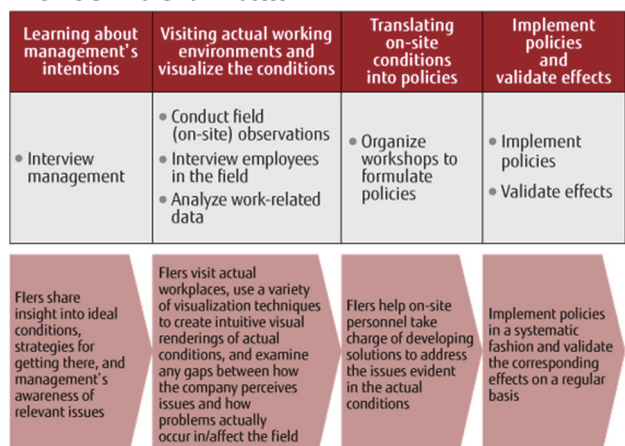 Learning about
management's
intentions
Visiting actual working
environments and
visualize the conditions
Translating
on-site
conditions
into policies
Implement
policies
and
validate effects
• Interview
management
• Conduct field
(on-site) observations
• Interview employees
in the field
• Analyze work-related
data
• Organize
workshops to
formulate
policies
• Implement
policies
• Validate effects
FIers share
insight into ideal
conditions,
strategies for
getting there, and
management's
awareness of
relevant issues
FIers visit actual
workplaces, use a variety
of visualization techniques
to create intuitive visual
renderings of actual
conditions, and examine
any gaps between how
the company perceives
issues and how
problems actually
occur in/affect the field
FIers help on-site
personnel take
charge of developing
solutions to address
the issues evident
in the actual
conditions
Implement policies
in a systematic
fashion and validate
the corresponding
effects on a regular
basis